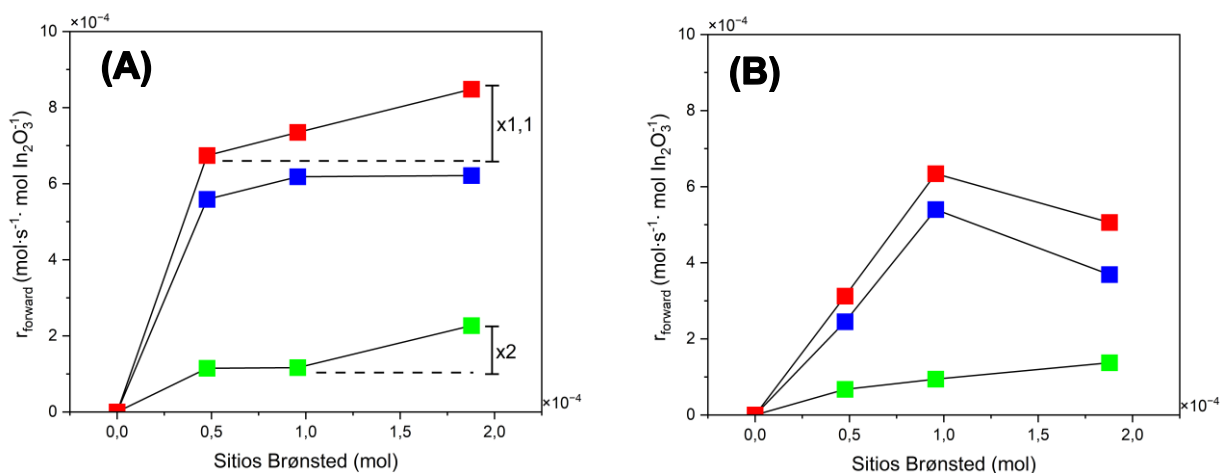 (A)
×10⁻⁴
10
8
6
4
2
0
r_forward (mol·s⁻¹· mol In₂O₃⁻¹)
x1,1
x2
0,0 0,5 1,0 1,5 2,0
×10⁻⁴
Sitios Brønsted (mol)
(B)
×10⁻⁴
10
8
6
4
2
0
r_forward (mol·s⁻¹· mol In₂O₃⁻¹)
0,0 0,5 1,0 1,5 2,0
×10⁻⁴
Sitios Brønsted (mol)